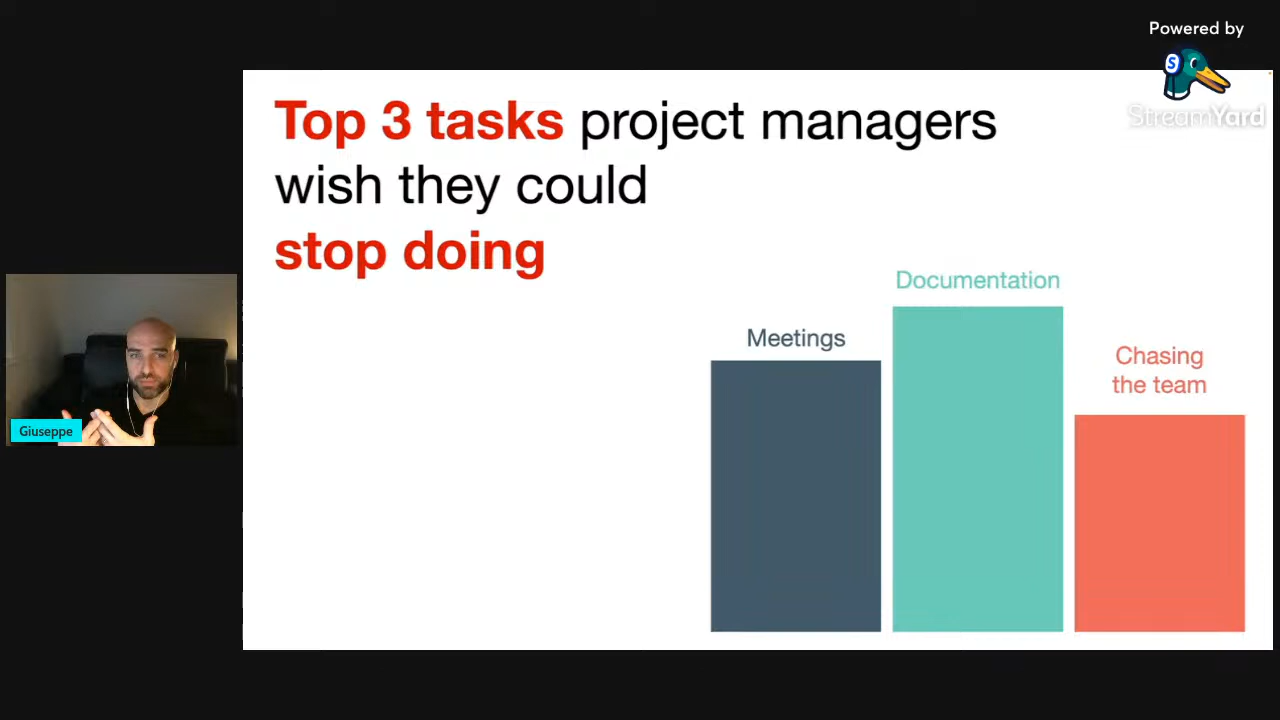 Powered by
S
StreamYard
Top 3 tasks project managers
wish they could
stop doing
Documentation
Meetings
Chasing
the team
Giuseppe